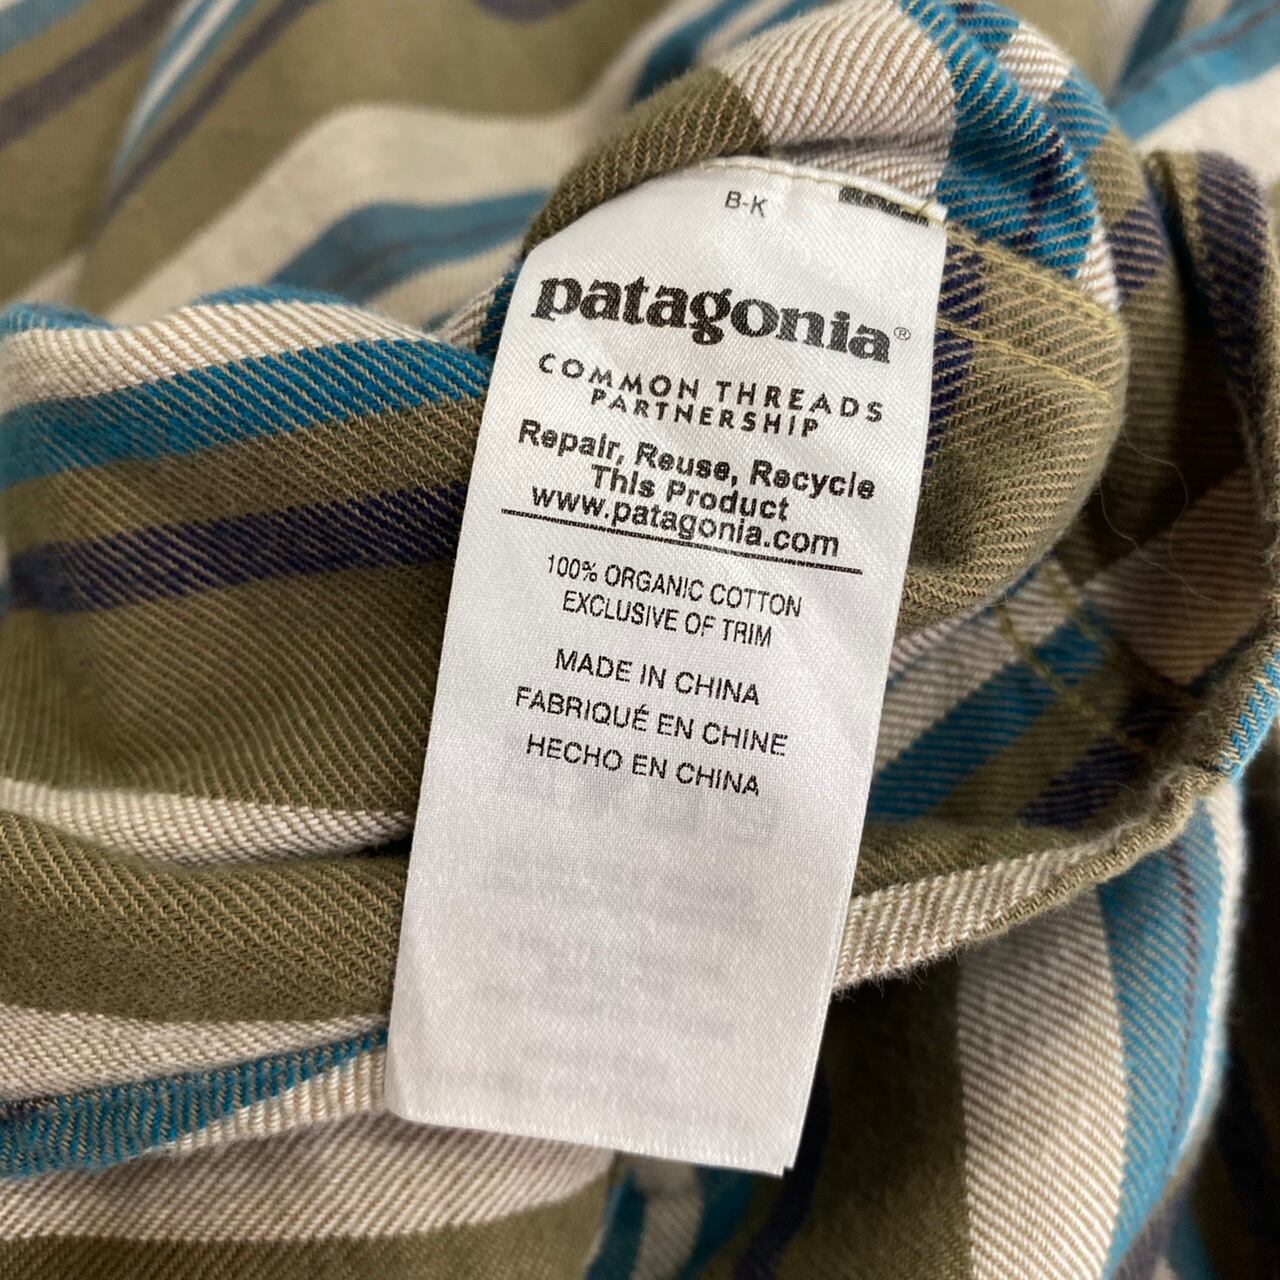 B-K
patagonia®
COMMON THREADS
PARTNERSHIP
Repair, Reuse, Recycle
This Product
www.patagonia.com
100% ORGANIC COTTON
EXCLUSIVE OF TRIM
MADE IN CHINA
FABRIQUÉ EN CHINE
HECHO EN CHINA